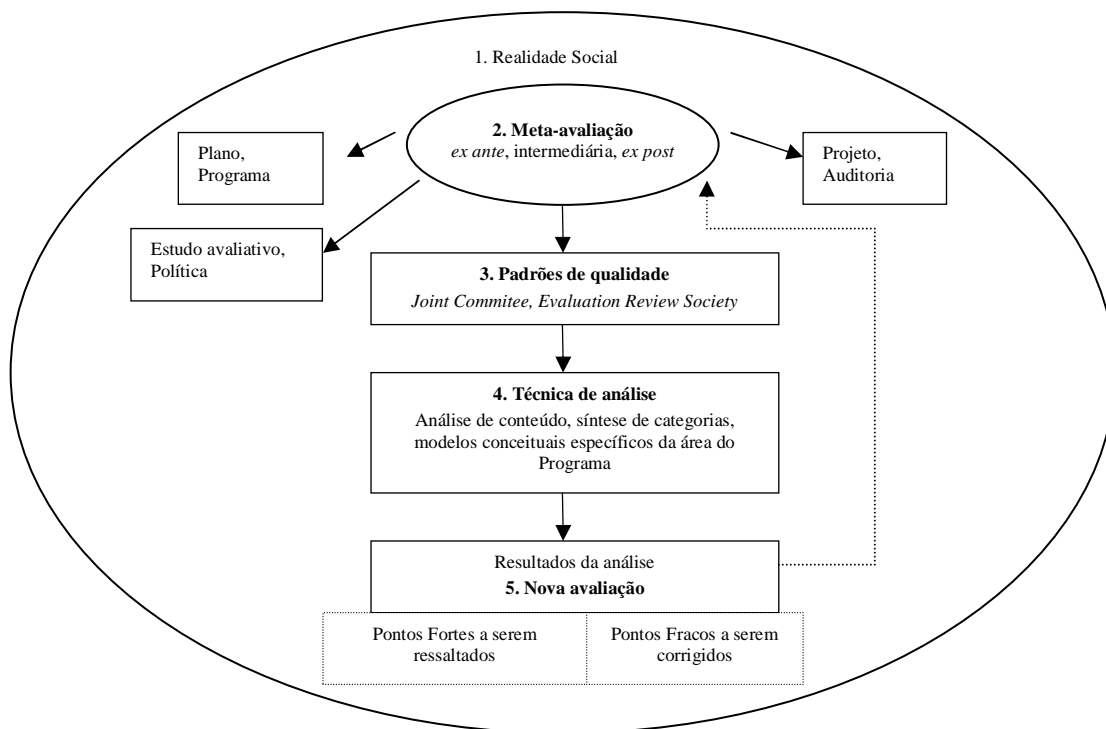 1. Realidade Social
2. Meta-avaliação
ex ante, intermediária, ex post
Plano,
Programa
Projeto,
Auditoria
Estudo avaliativo,
Política
3. Padrões de qualidade
Joint Commitee, Evaluation Review Society
4. Técnica de análise
Análise de conteúdo, síntese de categorias,
modelos conceituais específicos da área do
Programa
Resultados da análise
5. Nova avaliação
Pontos Fortes a serem
ressaltados
Pontos Fracos a serem
corrigidos